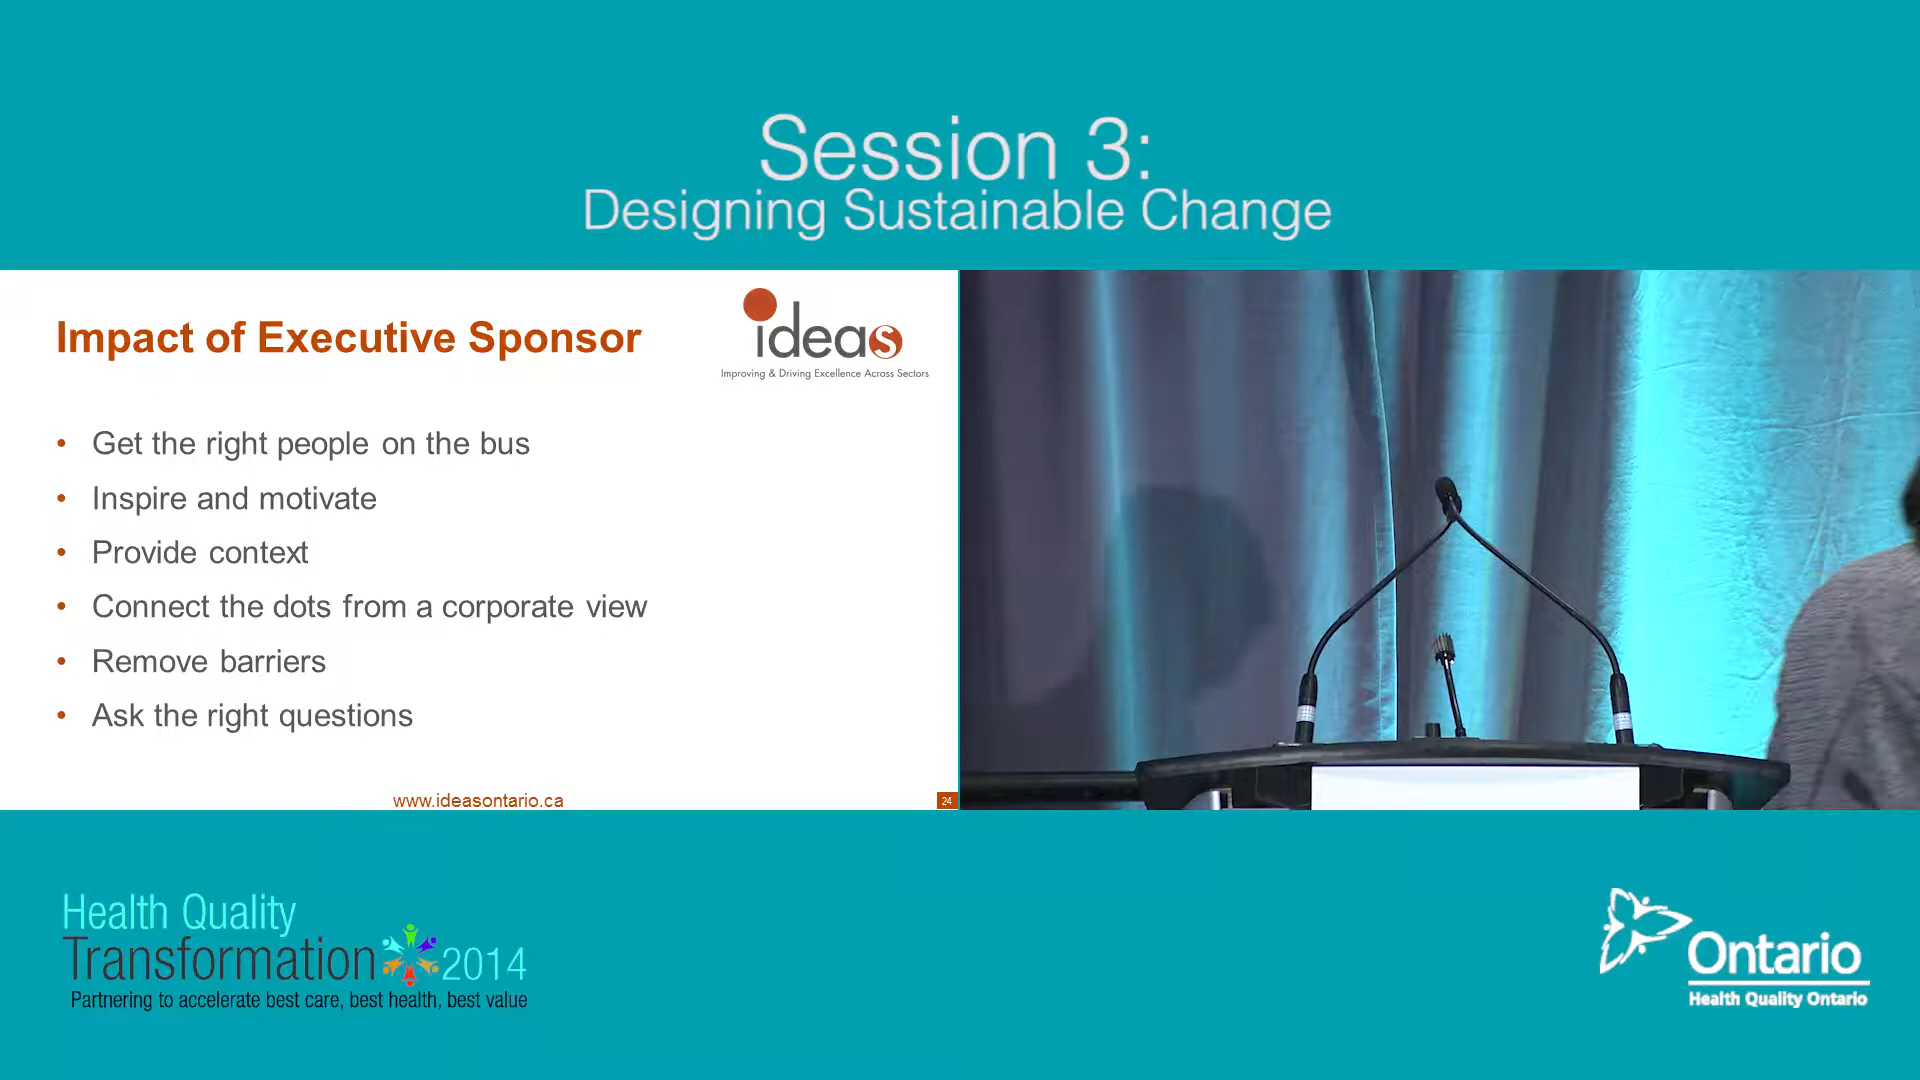 Session 3:
Designing Sustainable Change
Impact of Executive Sponsor
ideas
Improving & Driving Excellence Across Sectors
• Get the right people on the bus
• Inspire and motivate
• Provide context
• Connect the dots from a corporate view
• Remove barriers
• Ask the right questions
www.ideasontario.ca
24
Health Quality
Transformation 2014
Partnering to accelerate best care, best health, best value
Ontario
Health Quality Ontario